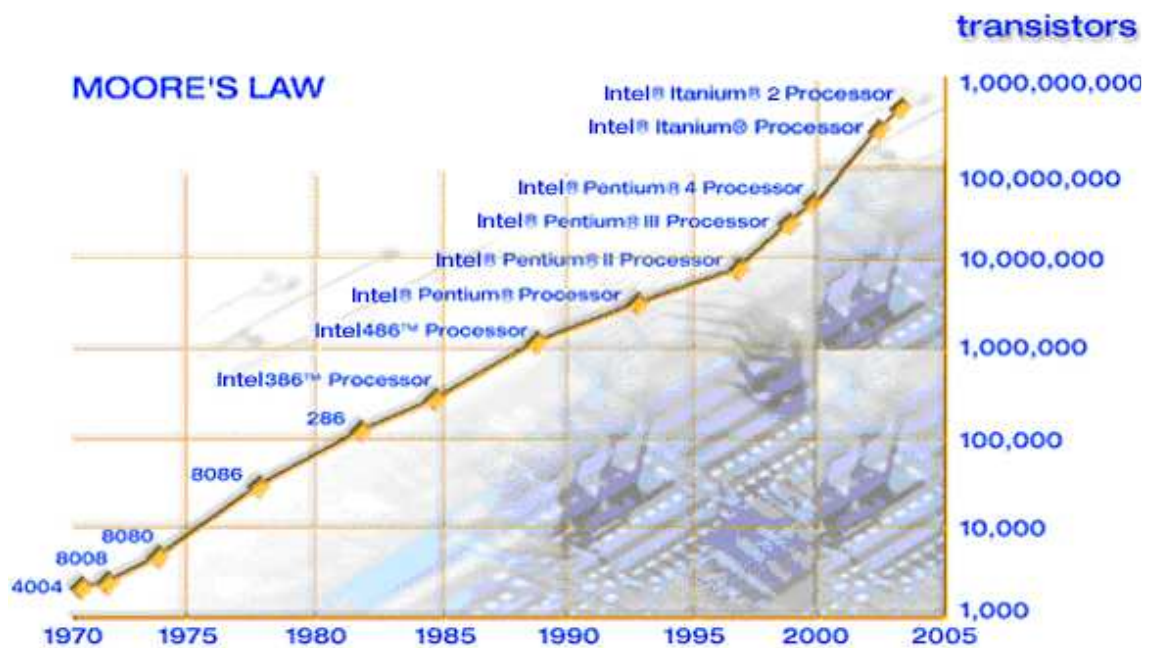 transistors
MOORE'S LAW
1,000,000,000
Intel® Itanium® 2 Processor
Intel® Itanium® Processor
100,000,000
Intel® Pentium® 4 Processor
Intel® Pentium® III Processor
10,000,000
Intel® Pentium® II Processor
Intel® Pentium® Processor
Intel486™ Processor
1,000,000
Intel386™ Processor
286
100,000
8086
10,000
8080
8008
4004
1,000
1970 1975 1980 1985 1990 1995 2000 2005